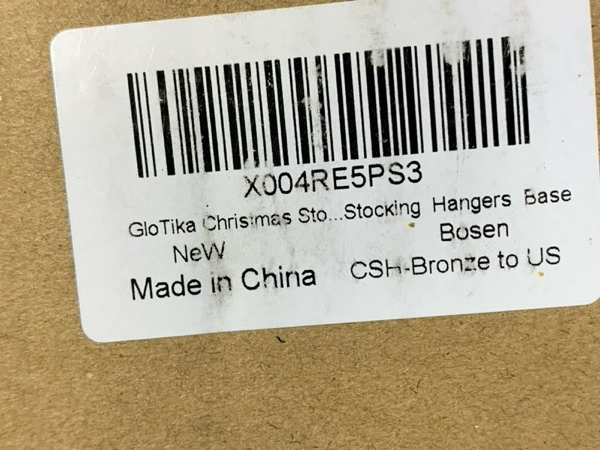 X004RE5PS3
GloTika Christmas Sto...Stocking Hangers Base
NeW Bosen
Made in China CSH-Bronze to US